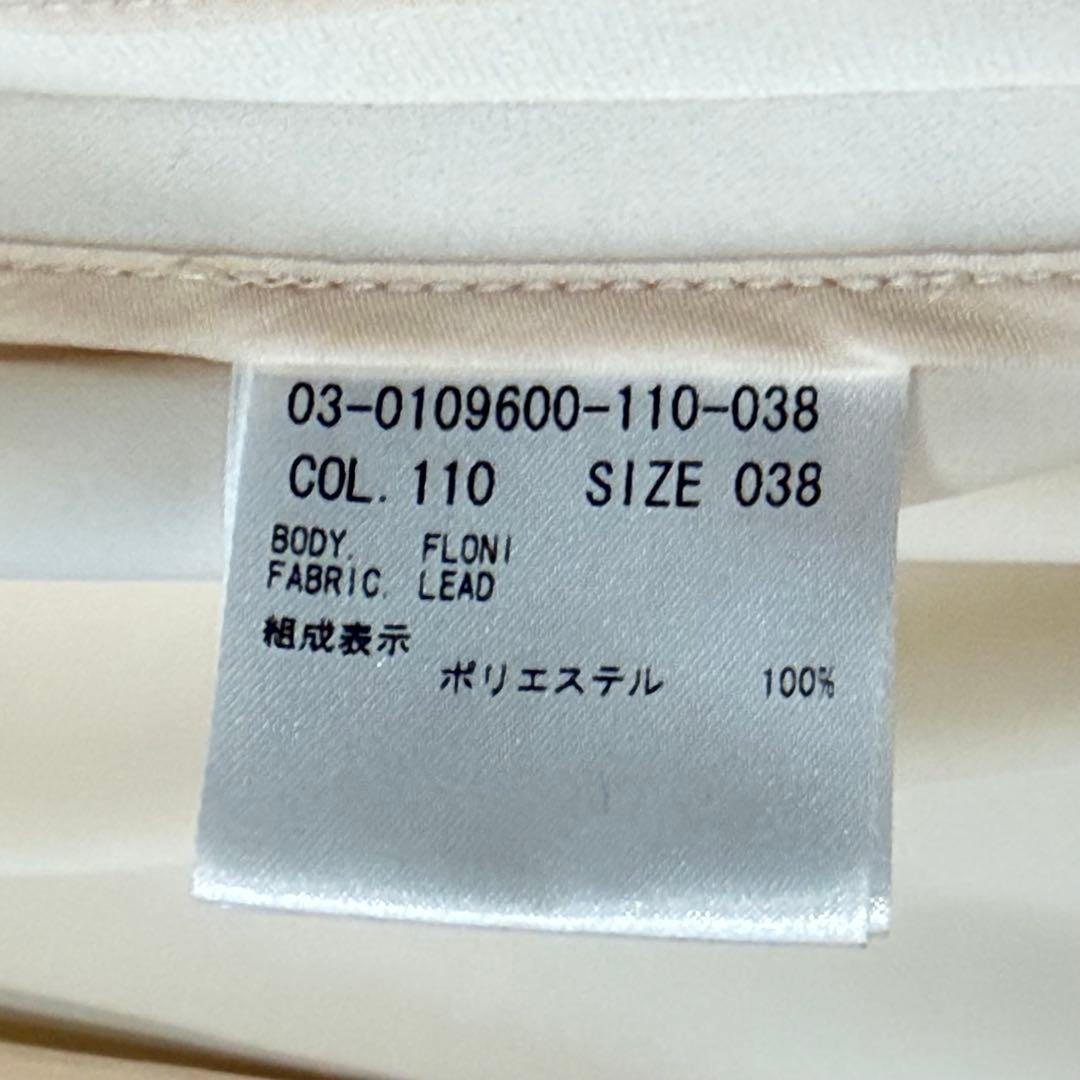 03-0109600-110-038
COL. 110 SIZE 038
BODY. FLONI
FABRIC. LEAD
組成表示
ポリエステル 100%